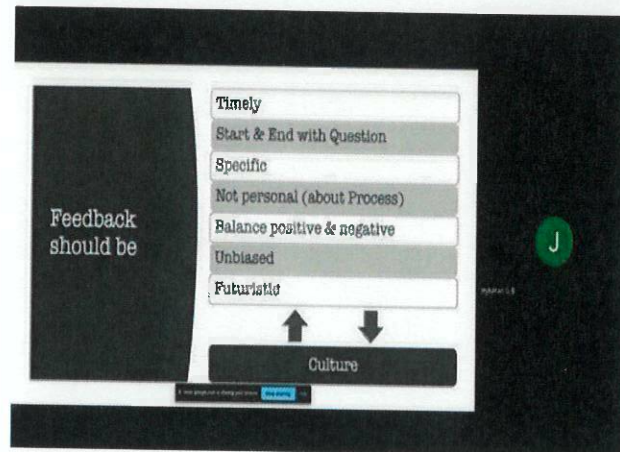 Feedback
should be
Timely
Start & End with Question
Specific
Not personal (about Process)
Balance positive & negative
Unbiased
Futuristic
Culture
J